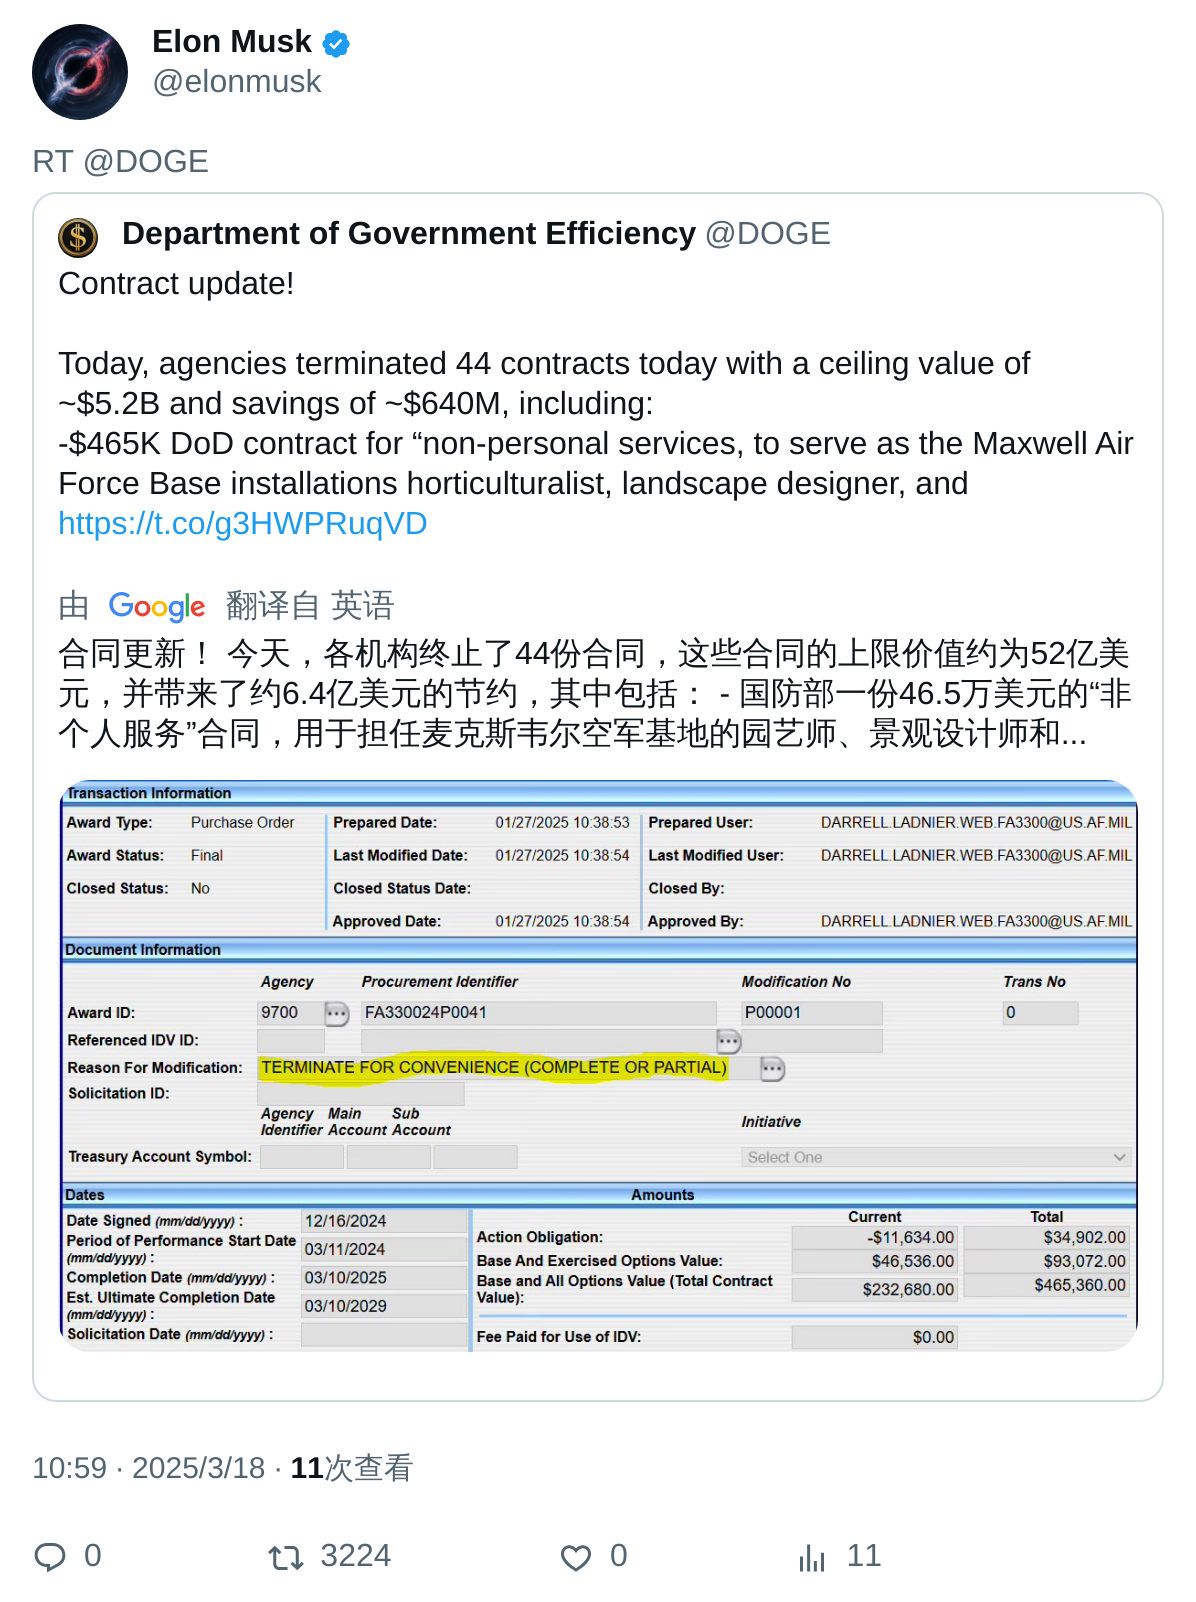 Elon Musk
@elonmusk
RT @DOGE
Department of Government Efficiency @DOGE
Contract update!
Today, agencies terminated 44 contracts today with a ceiling value of
~$5.2B and savings of ~$640M, including:
-$465K DoD contract for “non-personal services, to serve as the Maxwell Air
Force Base installations horticulturalist, landscape designer, and
https://t.co/g3HWPRuqVD
由 Google 翻译自 英语
合同更新！ 今天，各机构终止了44份合同，这些合同的上限价值约为52亿美
元，并带来了约6.4亿美元的节约，其中包括： - 国防部一份46.5万美元的“非
个人服务”合同，用于担任麦克斯韦尔空军基地的园艺师、景观设计师和...
Transaction Information
Award Type: Purchase Order Prepared Date: 01/27/2025 10:38:53 Prepared User: DARRELL.LADNIER.WEB.FA3300@US.AF.MIL
Award Status: Final Last Modified Date: 01/27/2025 10:38:54 Last Modified User: DARRELL.LADNIER.WEB.FA3300@US.AF.MIL
Closed Status: No Closed Status Date: Closed By:
Approved Date: 01/27/2025 10:38:54 Approved By: DARRELL.LADNIER.WEB.FA3300@US.AF.MIL
Document Information
Agency Procurement Identifier Modification No Trans No
Award ID: 9700 FA330024P0041 P00001 0
Referenced IDV ID:
Reason For Modification: TERMINATE FOR CONVENIENCE (COMPLETE OR PARTIAL)
Solicitation ID:
Agency Main Sub
Identifier Account Account Initiative
Treasury Account Symbol: Select One
Dates Amounts
Current Total
Date Signed (mm/dd/yyyy) : 12/16/2024
Action Obligation: -$11,634.00 $34,902.00
Period of Performance Start Date
(mm/dd/yyyy) : 03/11/2024
Base And Exercised Options Value: $46,536.00 $93,072.00
Completion Date (mm/dd/yyyy) : 03/10/2025
Base and All Options Value (Total Contract
Value): $232,680.00 $465,360.00
Est. Ultimate Completion Date
(mm/dd/yyyy) : 03/10/2029
Solicitation Date (mm/dd/yyyy) :
Fee Paid for Use of IDV: $0.00
10:59 · 2025/3/18 · 11次查看
0 3224 0 11